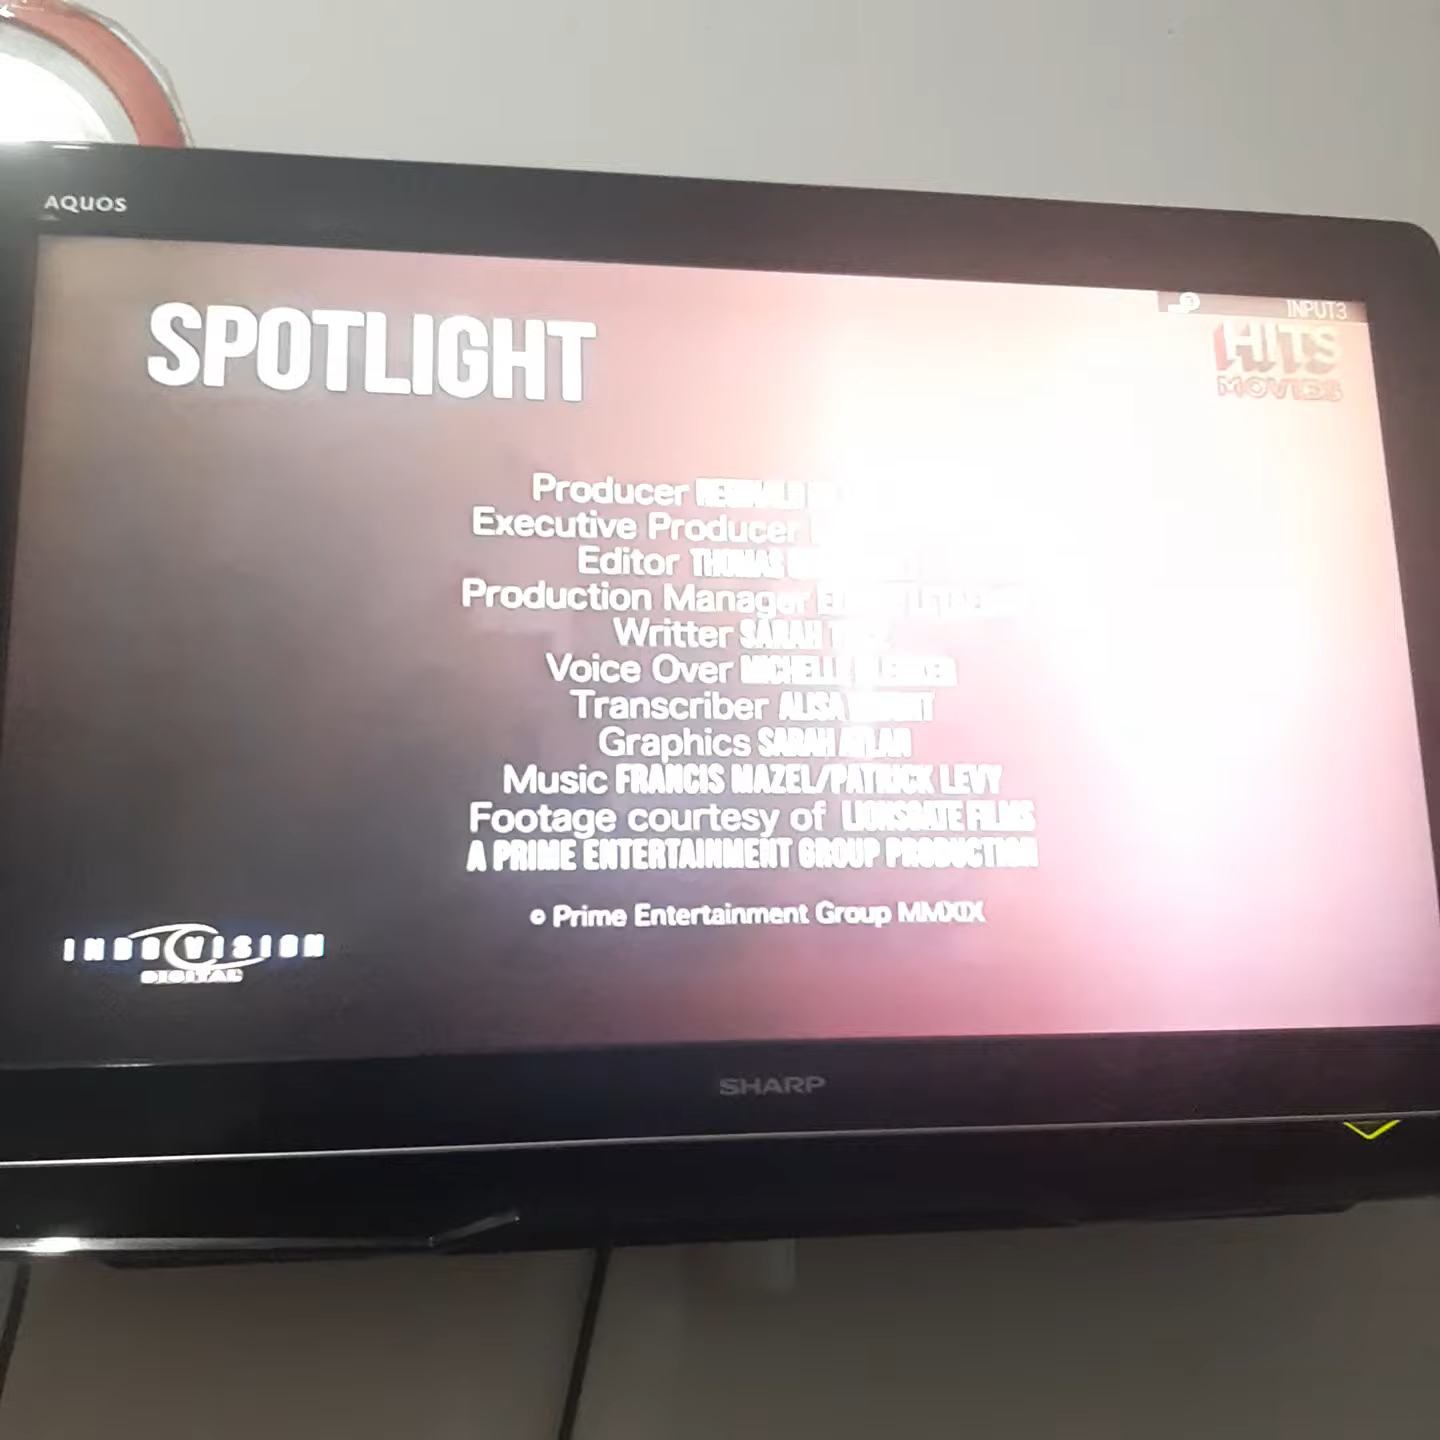 AQUOS
INPUT3
SPOTLIGHT
HITS
MOVIES
Producer
Executive Producer
Editor THOMAS
Production Manager
Writter SARAH
Voice Over MICHELLE
Transcriber ALISA
Graphics SARAH
Music FRANCIS MAZEL/PATRICK LEVY
Footage courtesy of LIONSGATE FILMS
A PRIME ENTERTAINMENT GROUP PRODUCTION
© Prime Entertainment Group MMXIX
INDOVISION
DIGITAL
SHARP